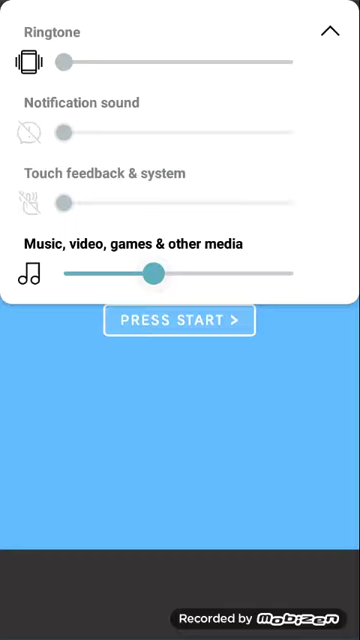 Ringtone
Notification sound
Touch feedback & system
Music, video, games & other media
PRESS START >
Recorded by Mobizen